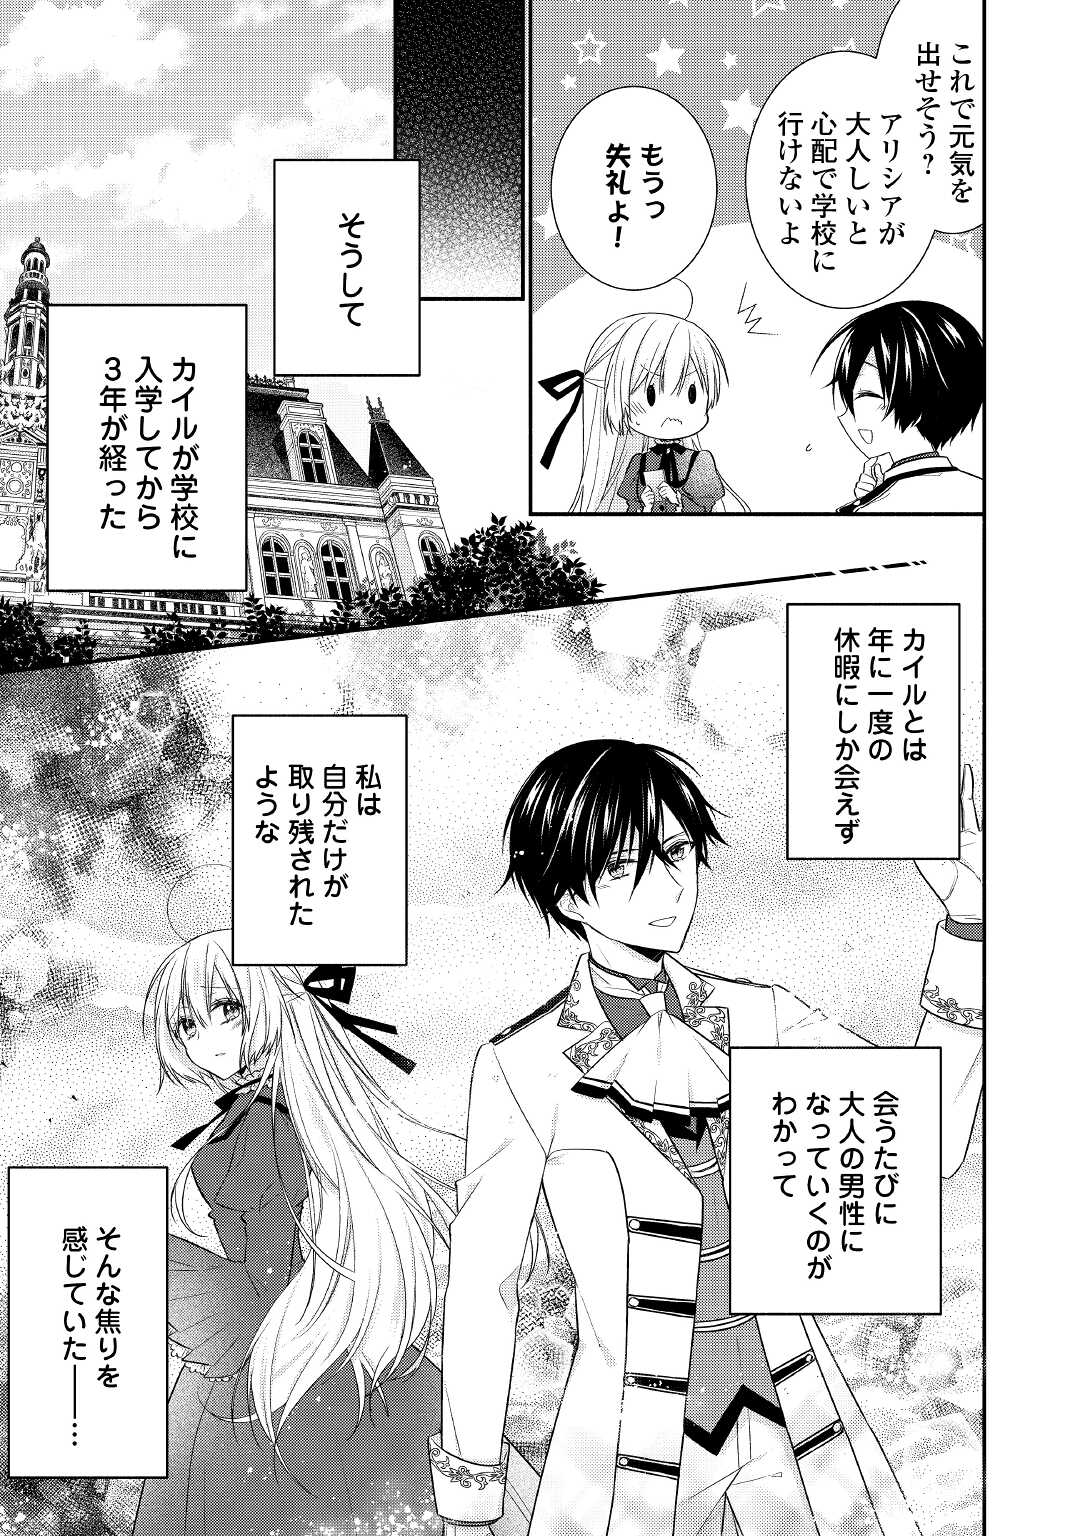 これで元気を
出せそう？
アリシアが
大人しいと
心配で学校に
行けないよ
もうっ
失礼よ！
そうして
カイルが学校に
入学してから
３年が経った
カイルとは
年に一度の
休暇にしか会えず
会うたびに
大人の男性に
なっていくのが
わかって
私は
自分だけが
取り残された
ような
そんな焦りを
感じていた――…